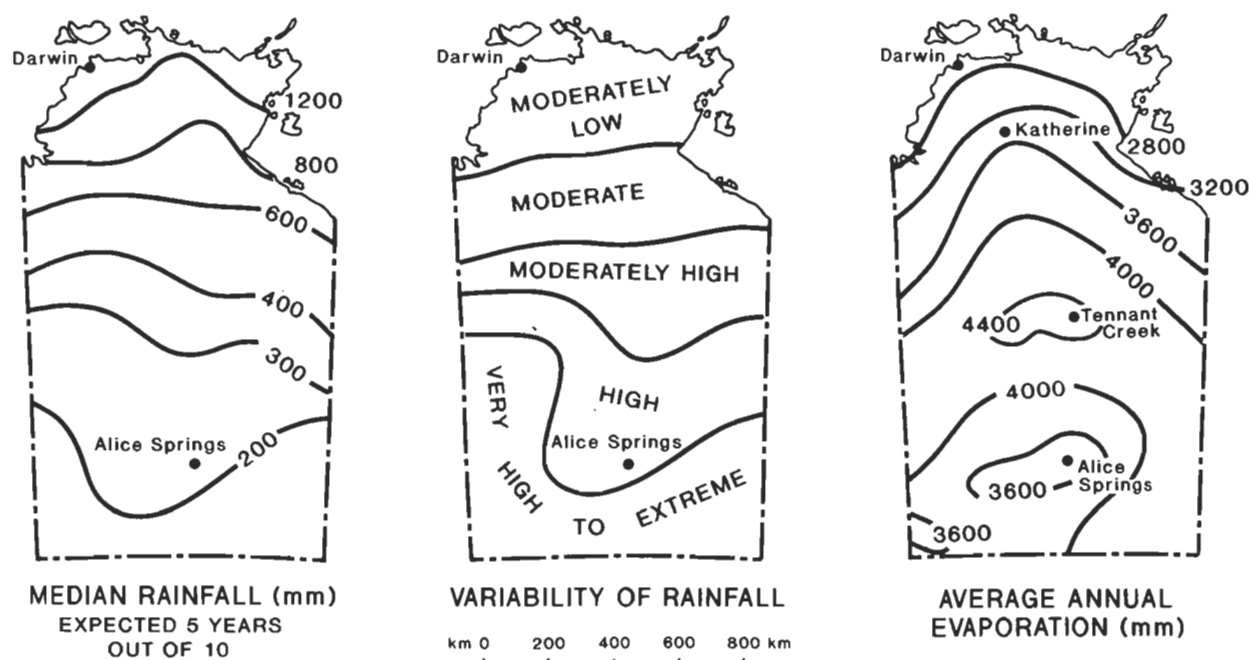 Darwin
1200
800
600
400
300
Alice Springs
200
MEDIAN RAINFALL (mm)
EXPECTED 5 YEARS
OUT OF 10
Darwin
MODERATELY
LOW
MODERATE
MODERATELY HIGH
VERY
HIGH
HIGH
Alice Springs
TO
EXTREME
VARIABILITY OF RAINFALL
km 0 200 400 600 800 km
Darwin
Katherine
2800
3200
3600
4000
4400
Tennant
Creek
4000
Alice
Springs
3600
3600
AVERAGE ANNUAL
EVAPORATION (mm)